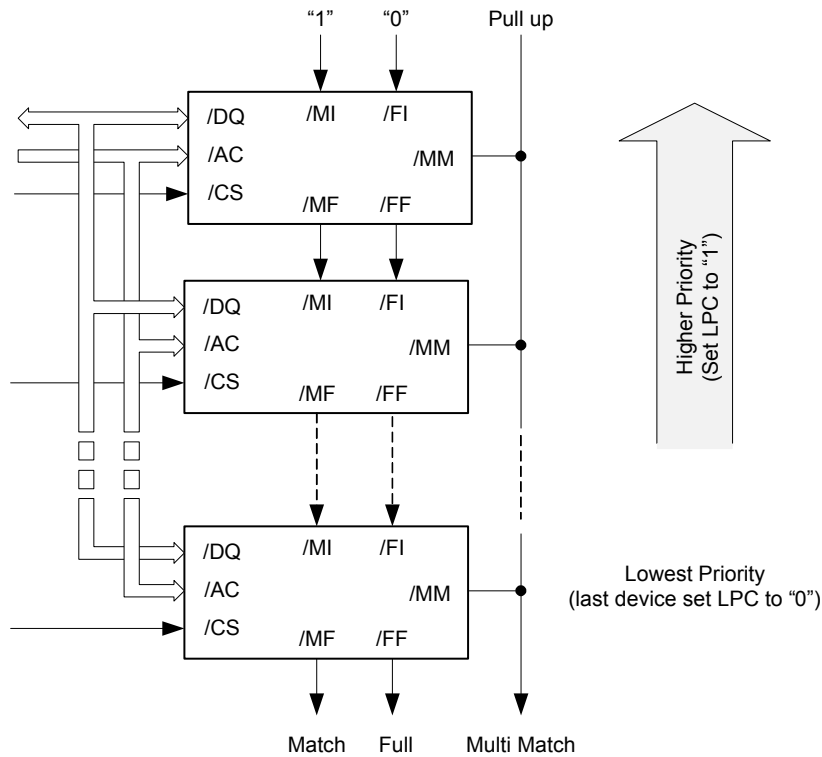 “1” “0” Pull up
/DQ /MI /FI
/AC /MM
/CS /MF /FF
/DQ /MI /FI
/AC /MM
/CS /MF /FF
Higher Priority
(Set LPC to “1”)
/DQ /MI /FI
/AC /MM
/CS /MF /FF
Lowest Priority
(last device set LPC to “0”)
Match Full Multi Match